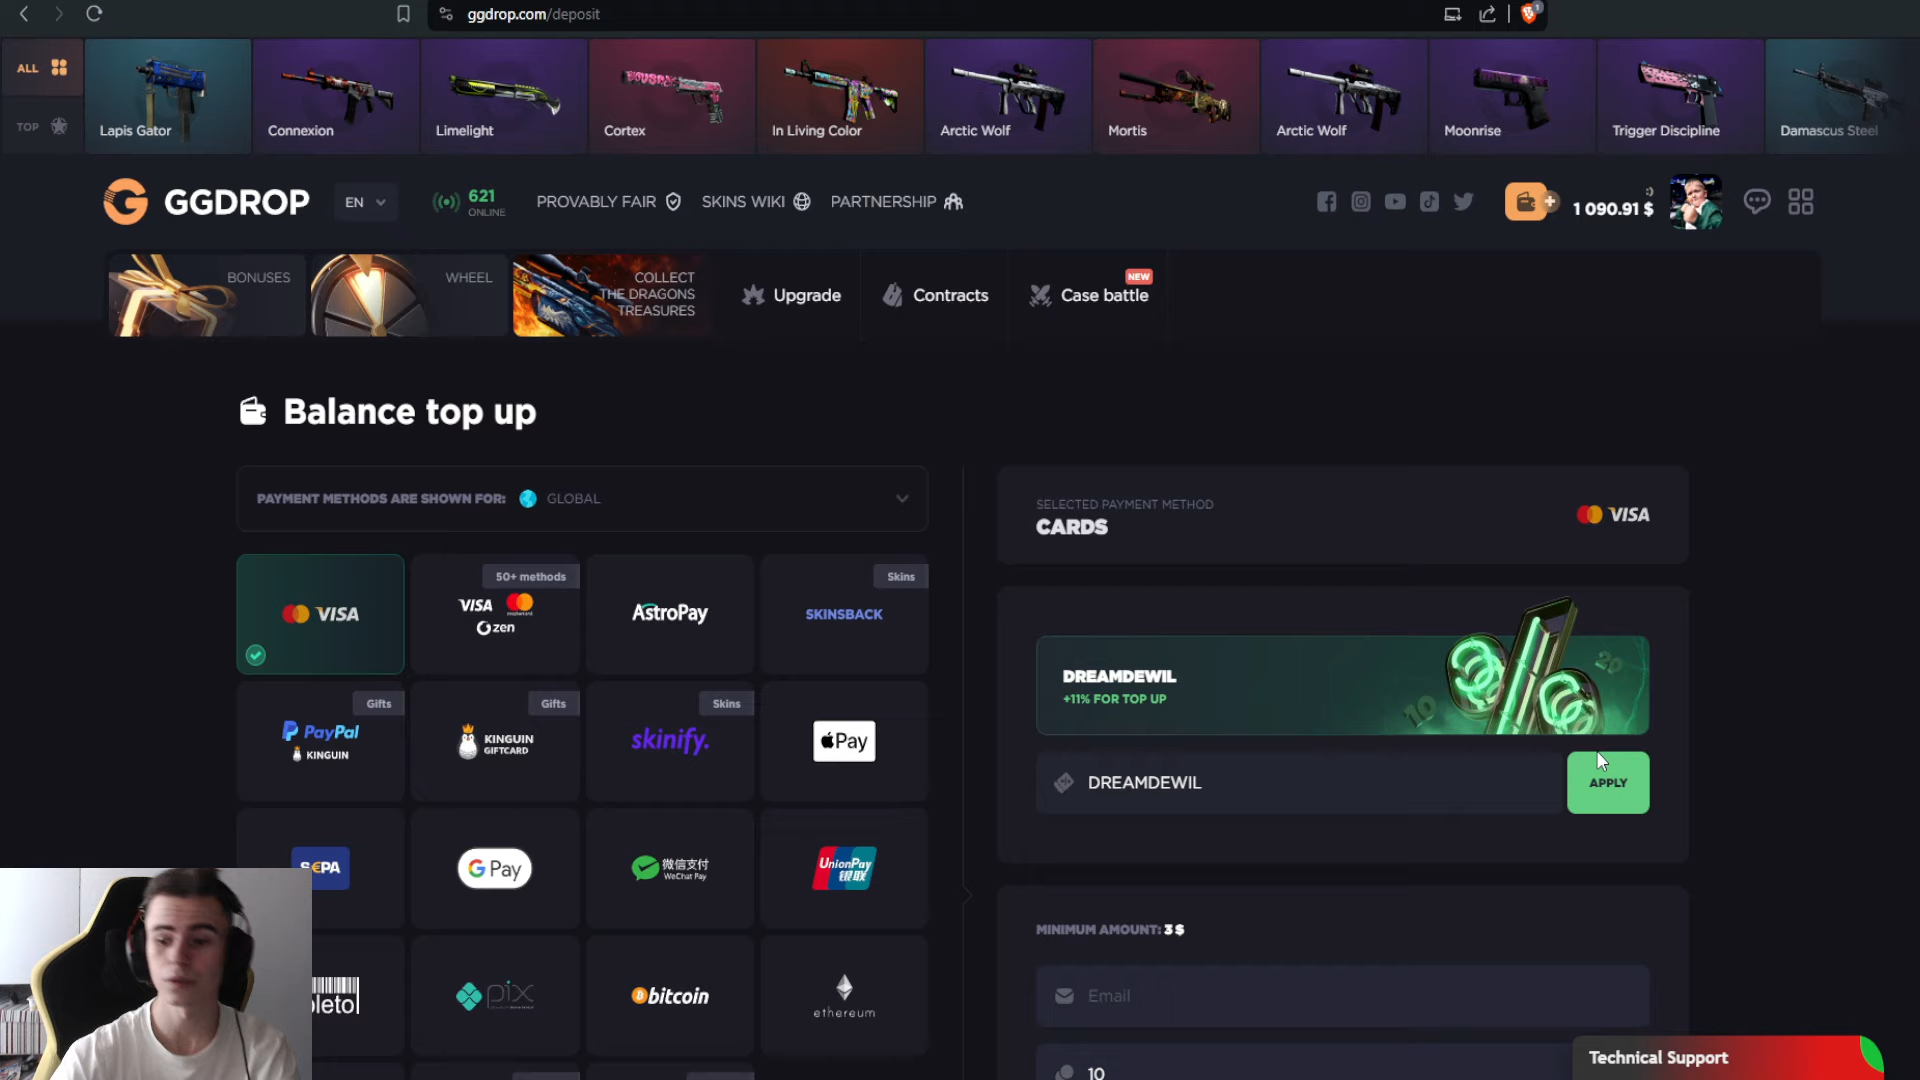 ggdrop.com/deposit
1
ALL
TOP
Lapis Gator
Connexion
Limelight
Cortex
In Living Color
Arctic Wolf
Mortis
Arctic Wolf
Moonrise
Trigger Discipline
Damascus Steel
GGDROP
EN
621
ONLINE
PROVABLY FAIR
SKINS WIKI
PARTNERSHIP
1 090.91 $
BONUSES
WHEEL
COLLECT
THE DRAGONS
TREASURES
Upgrade
Contracts
NEW
Case battle
Balance top up
PAYMENT METHODS ARE SHOWN FOR: GLOBAL
SELECTED PAYMENT METHOD
CARDS
VISA
VISA
50+ methods
VISA
zen
AstroPay
Skins
SKINSBACK
DREAMDEWIL
+11% FOR TOP UP
10
20
Gifts
PayPal
KINGUIN
Gifts
KINGUIN
GIFTCARD
Skins
skinify.
Pay
DREAMDEWIL
APPLY
S€PA
G Pay
微信支付
WeChat Pay
UnionPay
银联
MINIMUM AMOUNT: 3 $
Email
oleto
pix
bitcoin
ethereum
10
Technical Support